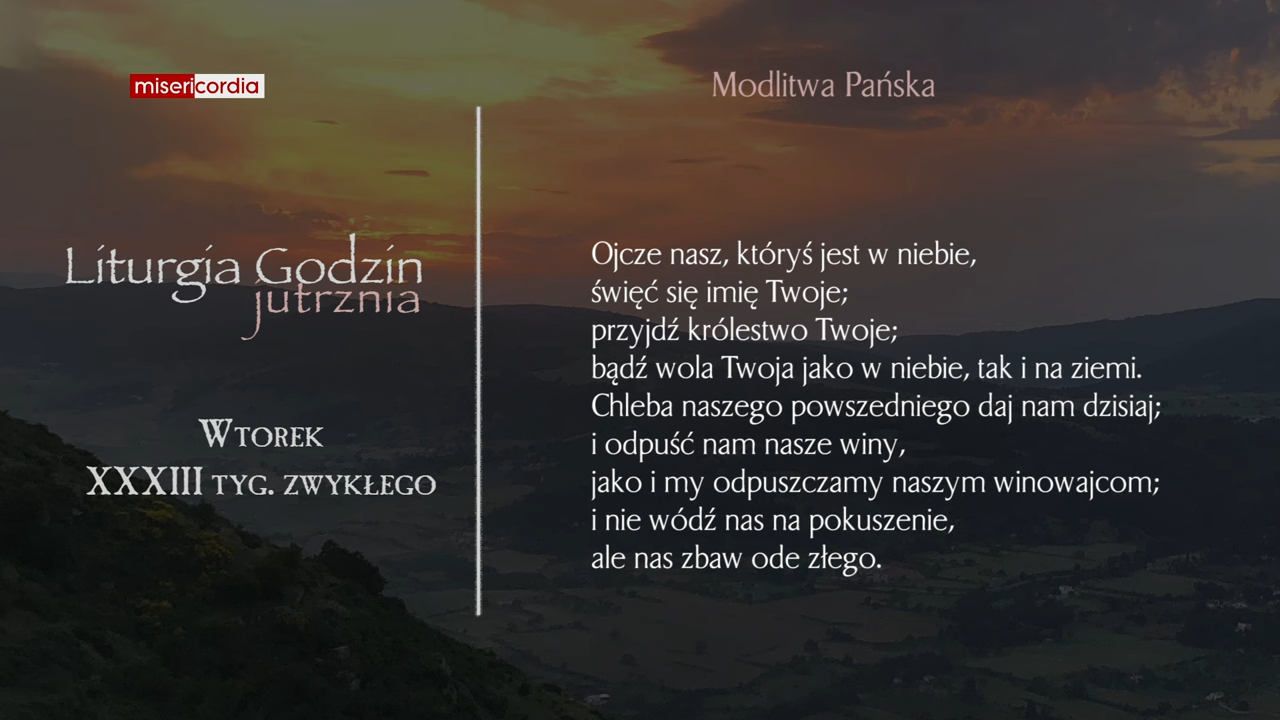 misericordia
Liturgia Godzin
jutrznia
Wtorek
XXXIII tyg. zwykłego
Modlitwa Pańska
Ojcze nasz, któryś jest w niebie,
święć się imię Twoje;
przyjdź królestwo Twoje;
bądź wola Twoja jako w niebie, tak i na ziemi.
Chleba naszego powszedniego daj nam dzisiaj;
i odpuść nam nasze winy,
jako i my odpuszczamy naszym winowajcom;
i nie wódź nas na pokuszenie,
ale nas zbaw ode złego.